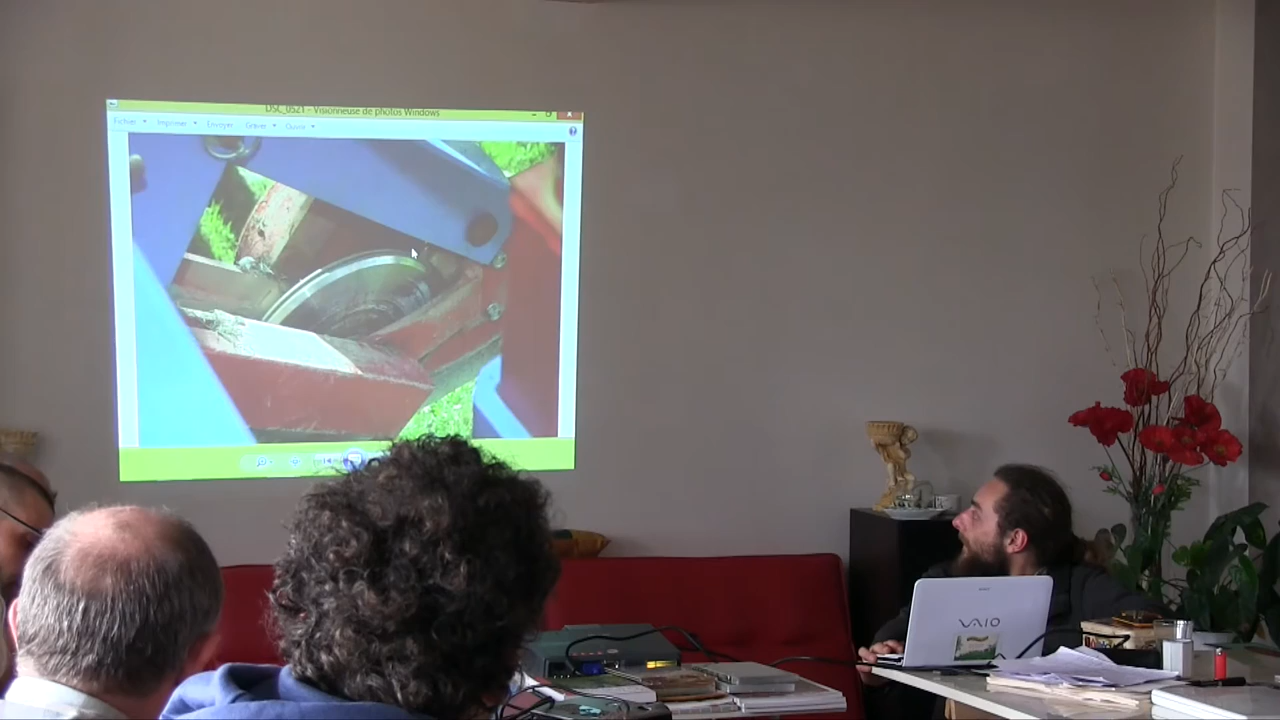 DSC_0521 - Visionneuse de photos Windows
Fichier Imprimer Envoyer Graver Ouvrir
VAIO